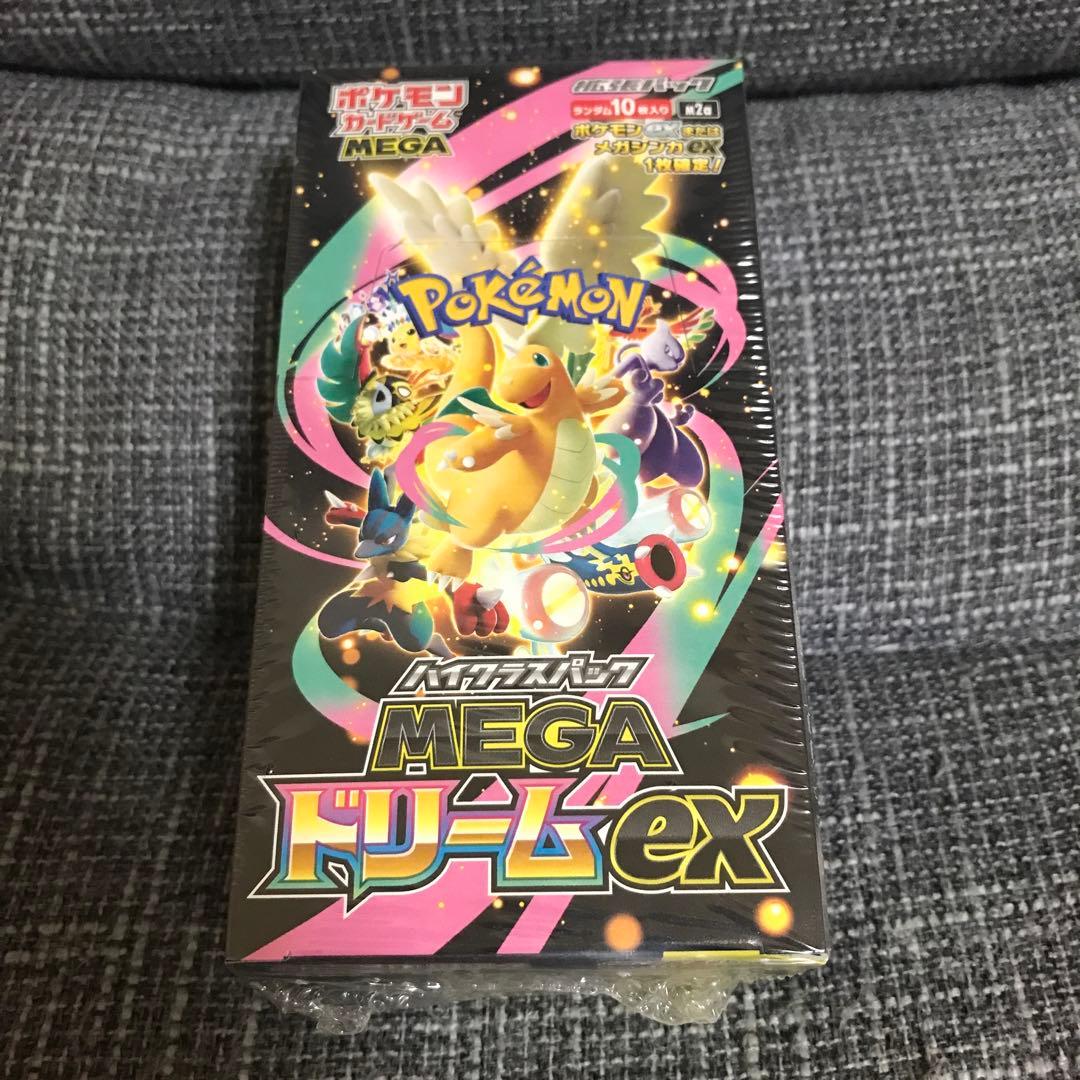 ポケモン
カードゲーム
MEGA
拡張パック
ランダム10枚入り M2a
ポケモンexまたは
メガシンカex
1枚確定!
POKéMON
ハイクラスパック
MEGA
ドリームex